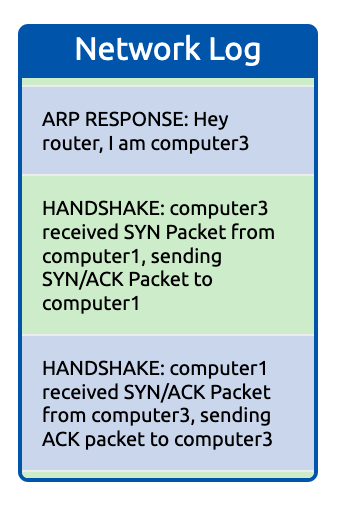 Network Log
ARP RESPONSE: Hey
router, I am computer3
HANDSHAKE: computer3
received SYN Packet from
computer1, sending
SYN/ACK Packet to
computer1
HANDSHAKE: computer1
received SYN/ACK Packet
from computer3, sending
ACK packet to computer3